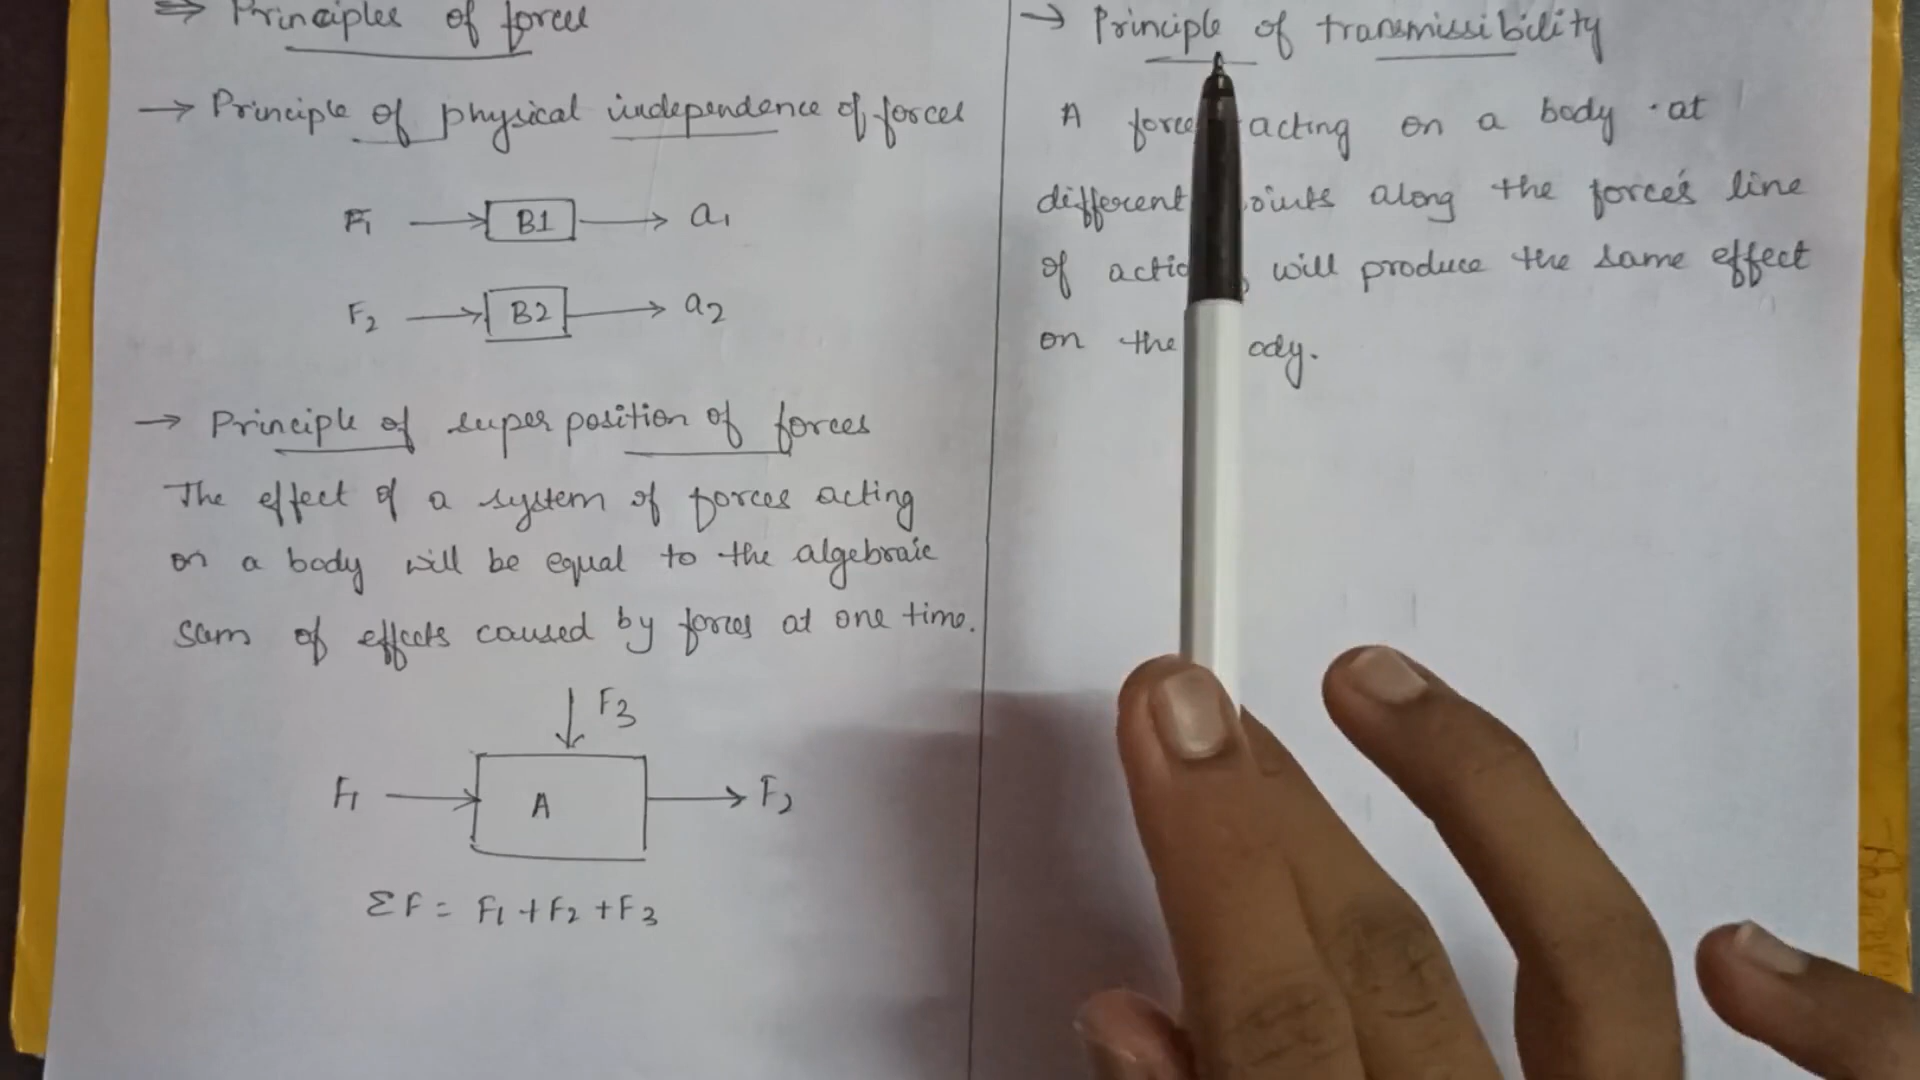 ⇒ Principles of forces
→ Principle of physical independence of forces
F₁ → B1 → a₁
F₂ → B2 → a₂
→ Principle of super position of forces
The effect of a system of forces acting
on a body will be equal to the algebraic
sum of effects caused by forces at one time.
F3
F₁ → A → F₂
ΣF = F₁ + F₂ + F₃
→ Principle of transmissibility
A force acting on a body at
different oints along the force's line
of actio, will produce the same effect
on the ody.